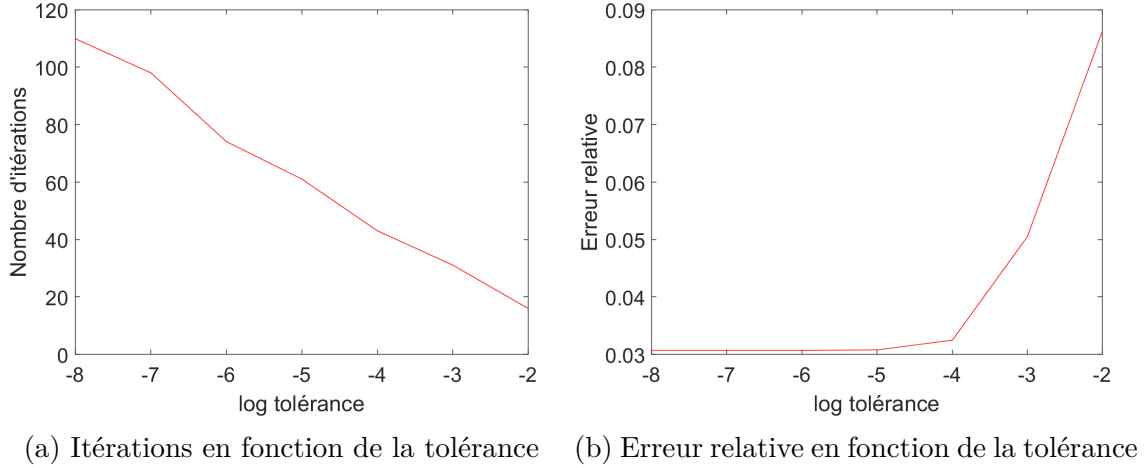 120
100
80
60
40
20
0
Nombre d'itérations
-8 -7 -6 -5 -4 -3 -2
log tolérance
(a) Itérations en fonction de la tolérance
0.09
0.08
0.07
0.06
0.05
0.04
0.03
Erreur relative
-8 -7 -6 -5 -4 -3 -2
log tolérance
(b) Erreur relative en fonction de la tolérance